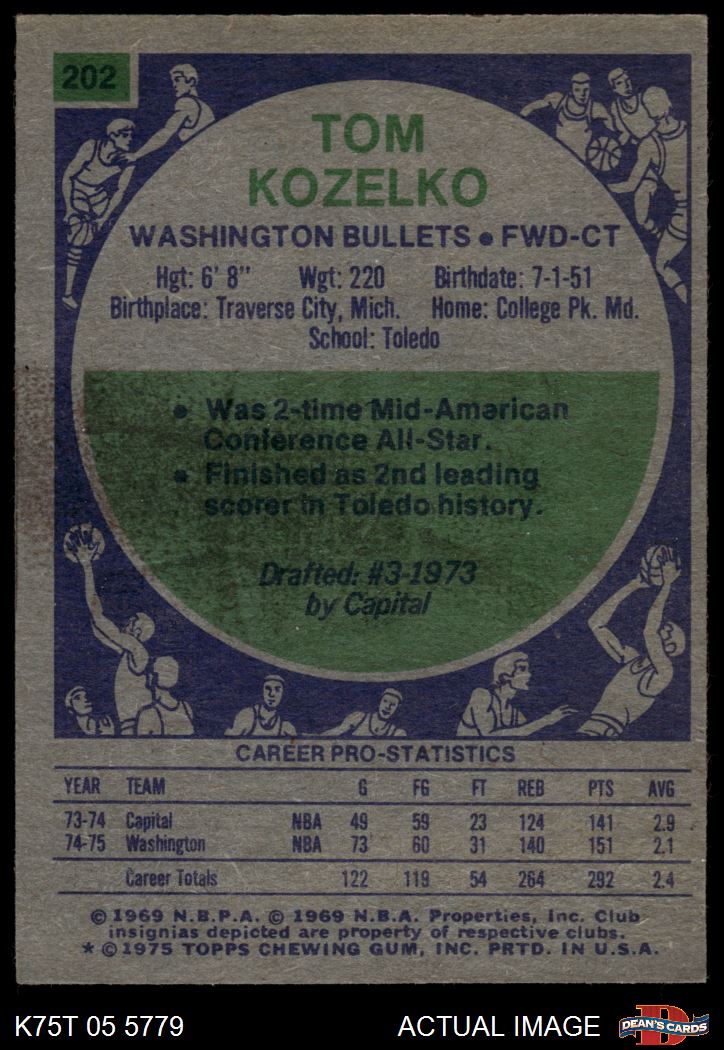 202
TOM
KOZELKO
WASHINGTON BULLETS • FWD-CT
Hgt: 6' 8" Wgt: 220 Birthdate: 7-1-51
Birthplace: Traverse City, Mich. Home: College Pk. Md.
School: Toledo
• Was 2-time Mid-American
Conference All-Star.
• Finished as 2nd leading
scorer in Toledo history.
Drafted: #3-1973
by Capital
CAREER PRO-STATISTICS
YEAR TEAM G FG FT REB PTS AVG
73-74 Capital NBA 49 59 23 124 141 2.9
74-75 Washington NBA 73 60 31 140 151 2.1
Career Totals 122 119 54 264 292 2.4
© 1969 N.B.P.A. © 1969 N.B.A. Properties, Inc. Club
insignias depicted are property of respective clubs.
* © 1975 TOPPS CHEWING GUM, INC. PRTD. IN U.S.A.
K75T 05 5779 ACTUAL IMAGE
D
DEAN'S CARDS